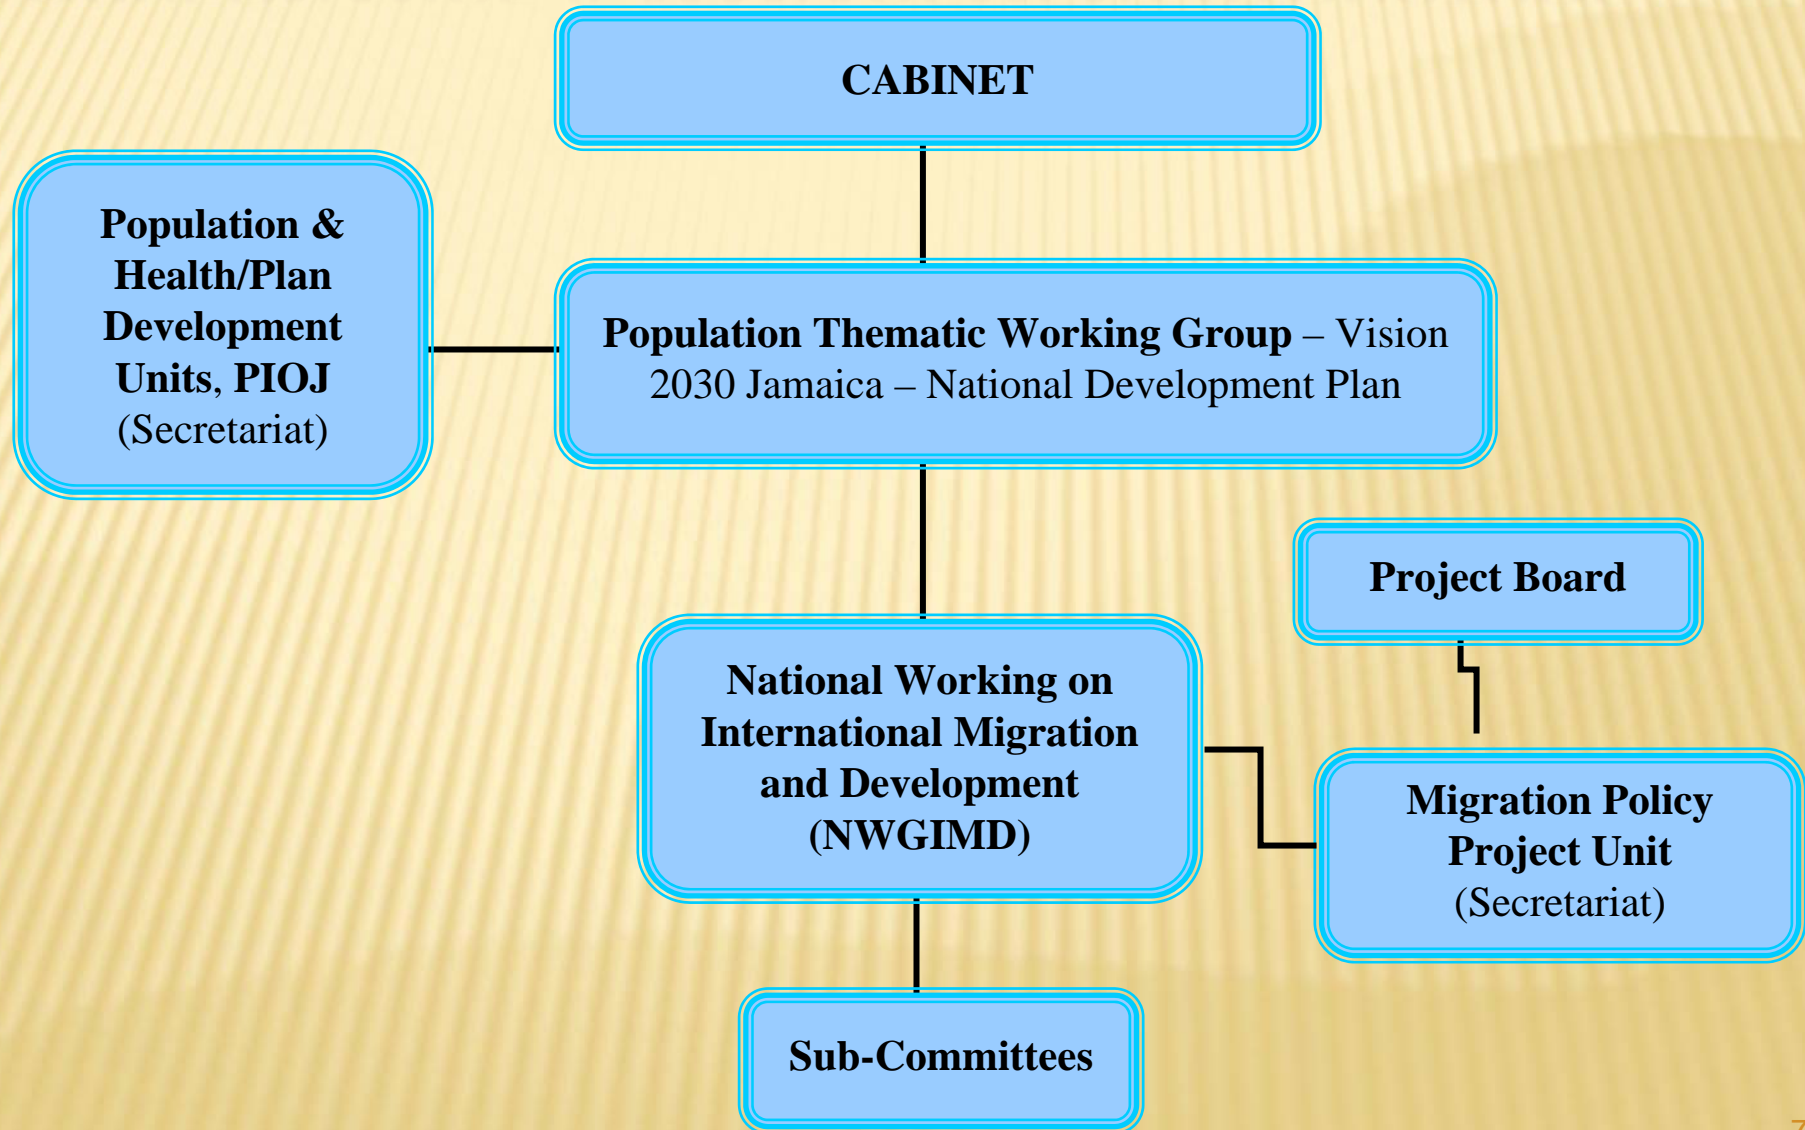 CABINET
Population &
Health/Plan
Development
Units, PIOJ
(Secretariat)
Population Thematic Working Group – Vision
2030 Jamaica – National Development Plan
Project Board
National Working on
International Migration
and Development
(NWGIMD)
Migration Policy
Project Unit
(Secretariat)
Sub-Committees
7